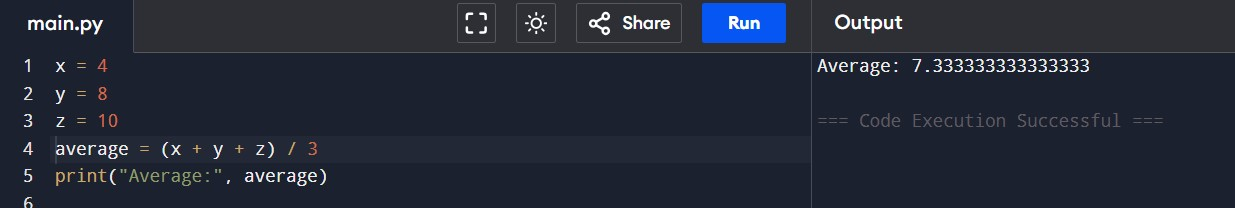 main.py Share Run Output
1 x = 4
2 y = 8
3 z = 10
4 average = (x + y + z) / 3
5 print("Average:", average)
6
Average: 7.333333333333333
=== Code Execution Successful ===